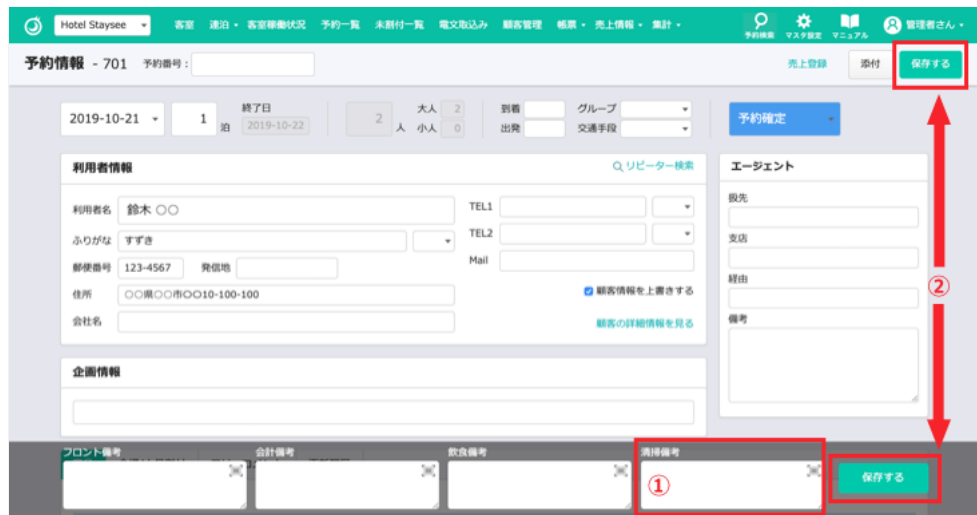 Hotel Staysee 客室 連泊 客室稼働状況 予約一覧 未割付一覧 電文取込み 顧客管理 帳票 売上情報 集計 予約検索 マスタ設定 マニュアル 管理者さん
予約情報 - 701 予約番号: 売上登録 添付 保存する
2019-10-21 1 泊 終了日 2019-10-22 2 人 大人 2 小人 0 到着 出発 グループ 交通手段 予約確定
利用者情報 リピーター検索 エージェント
利用者名 鈴木 〇〇 TEL1 扱先
ふりがな すずき TEL2 支店
郵便番号 123-4567 発信地 Mail 経由
住所 〇〇県〇〇市〇〇10-100-100 顧客情報を上書きする ②
会社名 顧客の詳細情報を見る 備考
企画情報
フロント備考 会計備考 飲食備考 清掃備考
① 保存する